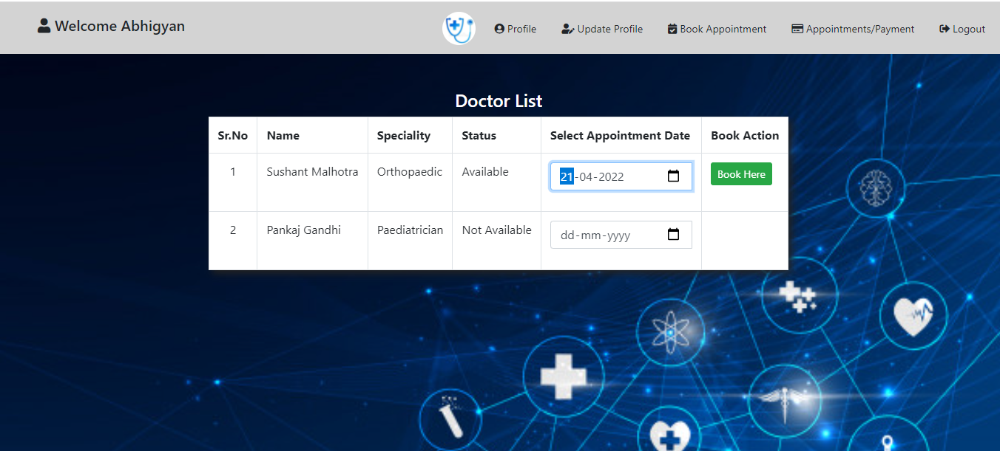 Welcome Abhigyan
Profile
Update Profile
Book Appointment
Appointments/Payment
Logout
Doctor List
Sr.No Name Speciality Status Select Appointment Date Book Action
1 Sushant Malhotra Orthopaedic Available 21-04-2022 Book Here
2 Pankaj Gandhi Paediatrician Not Available dd-mm-yyyy